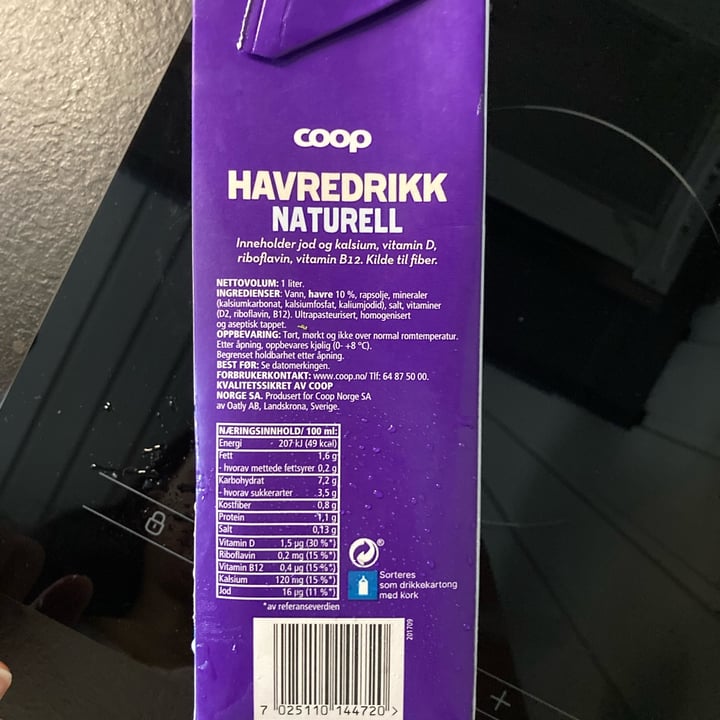 coop
HAVREDRIKK
NATURELL
Inneholder jod og kalsium, vitamin D,
riboflavin, vitamin B12. Kilde til fiber.
NETTOVOLUM: 1 liter.
INGREDIENSER: Vann, havre 10 %, rapsolje, mineraler
(kalsiumkarbonat, kalsiumfosfat, kaliumjodid), salt, vitaminer
(D2, riboflavin, B12). Ultrapasteurisert, homogenisert
og aseptisk tappet.
OPPBEVARING: Tørt, mørkt og ikke over normal romtemperatur.
Etter åpning, oppbevares kjølig (0- +8 °C).
Begrenset holdbarhet etter åpning.
BEST FØR: Se datomerkingen.
FORBRUKERKONTAKT: www.coop.no/ Tlf: 64 87 50 00.
KVALITETSSIKRET AV COOP
NORGE SA. Produsert for Coop Norge SA
av Oatly AB, Landskrona, Sverige.
NÆRINGSINNHOLD/ 100 ml:
Energi 207 kJ (49 kcal)
Fett 1,6 g
- hvorav mettede fettsyrer 0,2 g
Karbohydrat 7,2 g
- hvorav sukkerarter 3,5 g
Kostfiber 0,8 g
Protein 1,1 g
Salt 0,13 g
Vitamin D 1,5 µg (30 %*)
Riboflavin 0,2 mg (15 %*)
Vitamin B12 0,4 µg (15 %*)
Kalsium 120 mg (15 %*)
Jod 16 µg (11 %*)
*av referanseverdien
®
Sorteres
som drikkekartong
med kork
201709
7 025110 144720 >